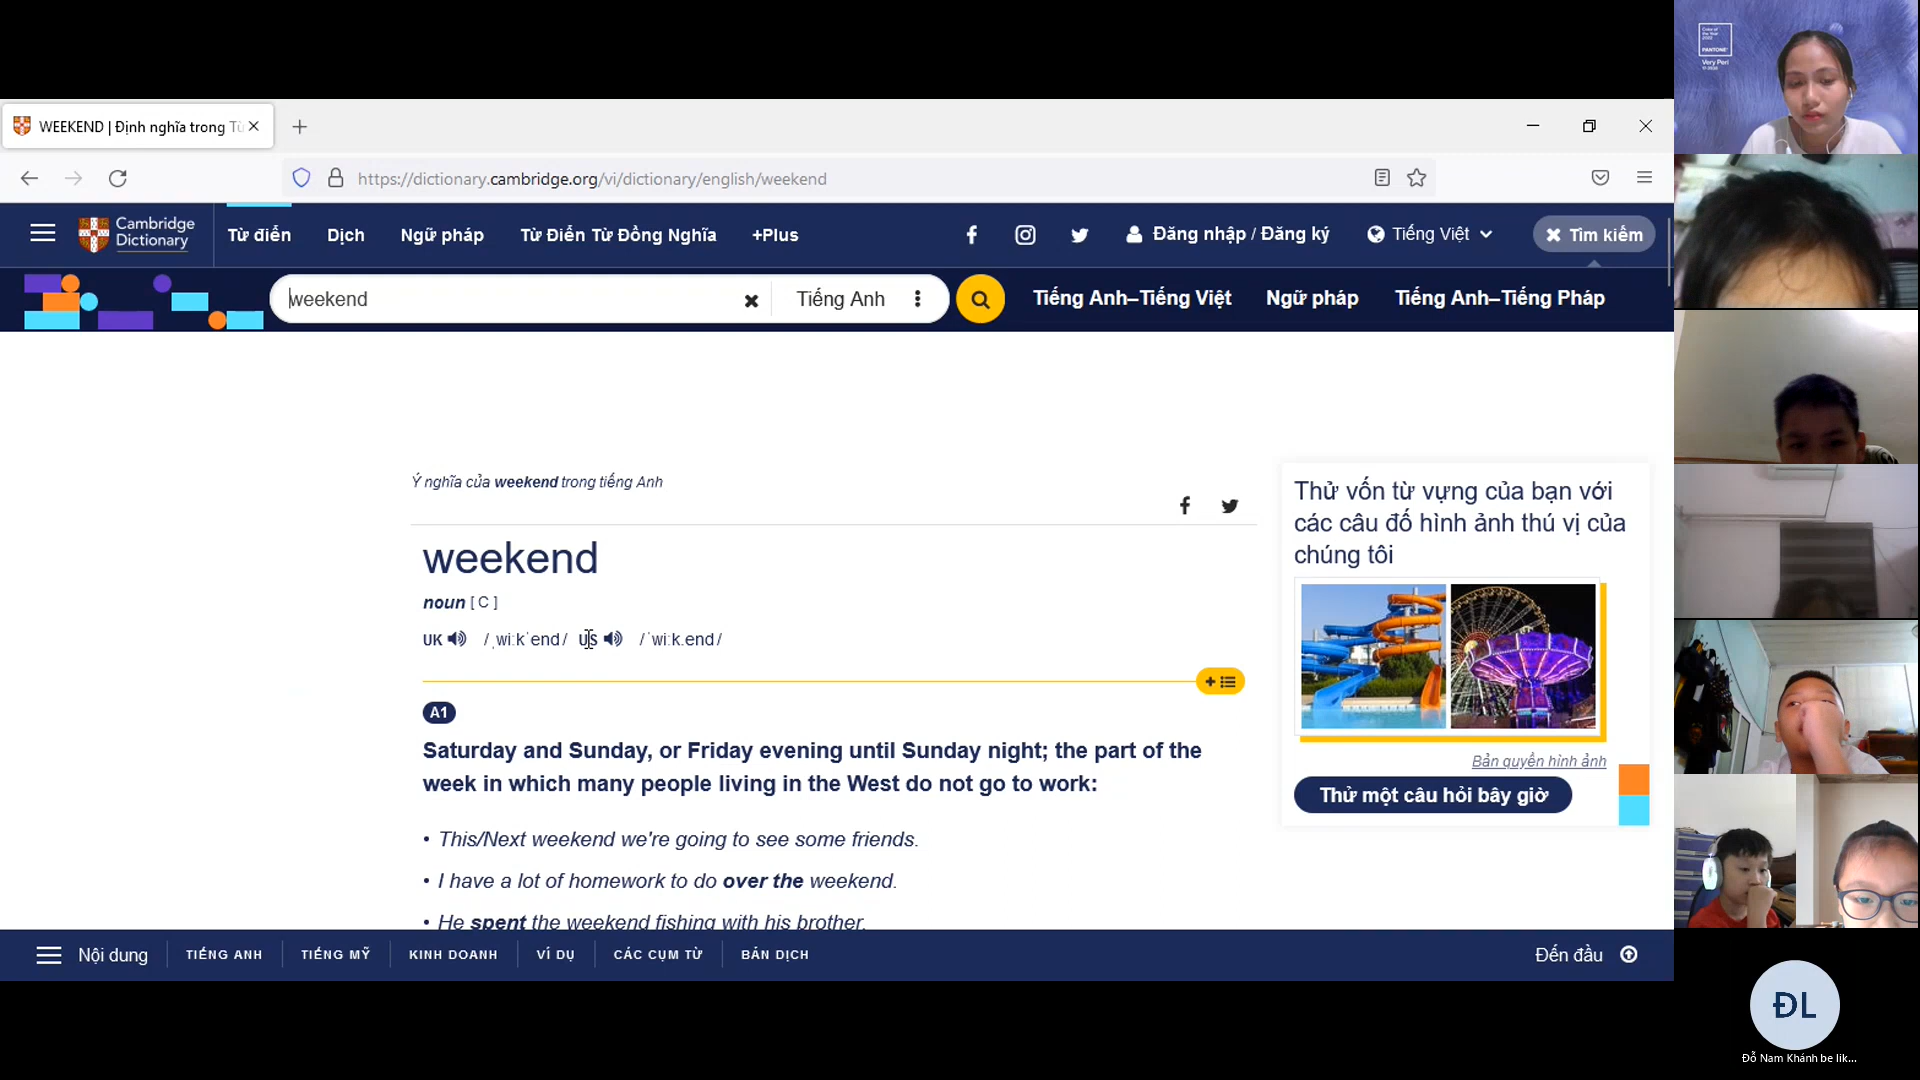 Color of
the Year
2022
PANTONE®
Very Peri
WEEKEND | Định nghĩa trong Từ
https://dictionary.cambridge.org/vi/dictionary/english/weekend
Cambridge
Dictionary
Từ điển
Dịch
Ngữ pháp
Từ Điển Từ Đồng Nghĩa
+Plus
Đăng nhập / Đăng ký
Tiếng Việt
Tìm kiếm
weekend
Tiếng Anh
Tiếng Anh–Tiếng Việt
Ngữ pháp
Tiếng Anh–Tiếng Pháp
Ý nghĩa của weekend trong tiếng Anh
weekend
noun [ C ]
UK /ˌwiːkˈend/ US /ˈwiːk.end/
A1
Saturday and Sunday, or Friday evening until Sunday night; the part of the
week in which many people living in the West do not go to work:
• This/Next weekend we're going to see some friends.
• I have a lot of homework to do over the weekend.
• He spent the weekend fishing with his brother.
Thử vốn từ vựng của bạn với
các câu đố hình ảnh thú vị của
chúng tôi
Bản quyền hình ảnh
Thử một câu hỏi bây giờ
Nội dung
TIẾNG ANH
TIẾNG MỸ
KINH DOANH
VÍ DỤ
CÁC CỤM TỪ
BẢN DỊCH
Đến đầu
ĐL
Đỗ Nam Khánh be lik...